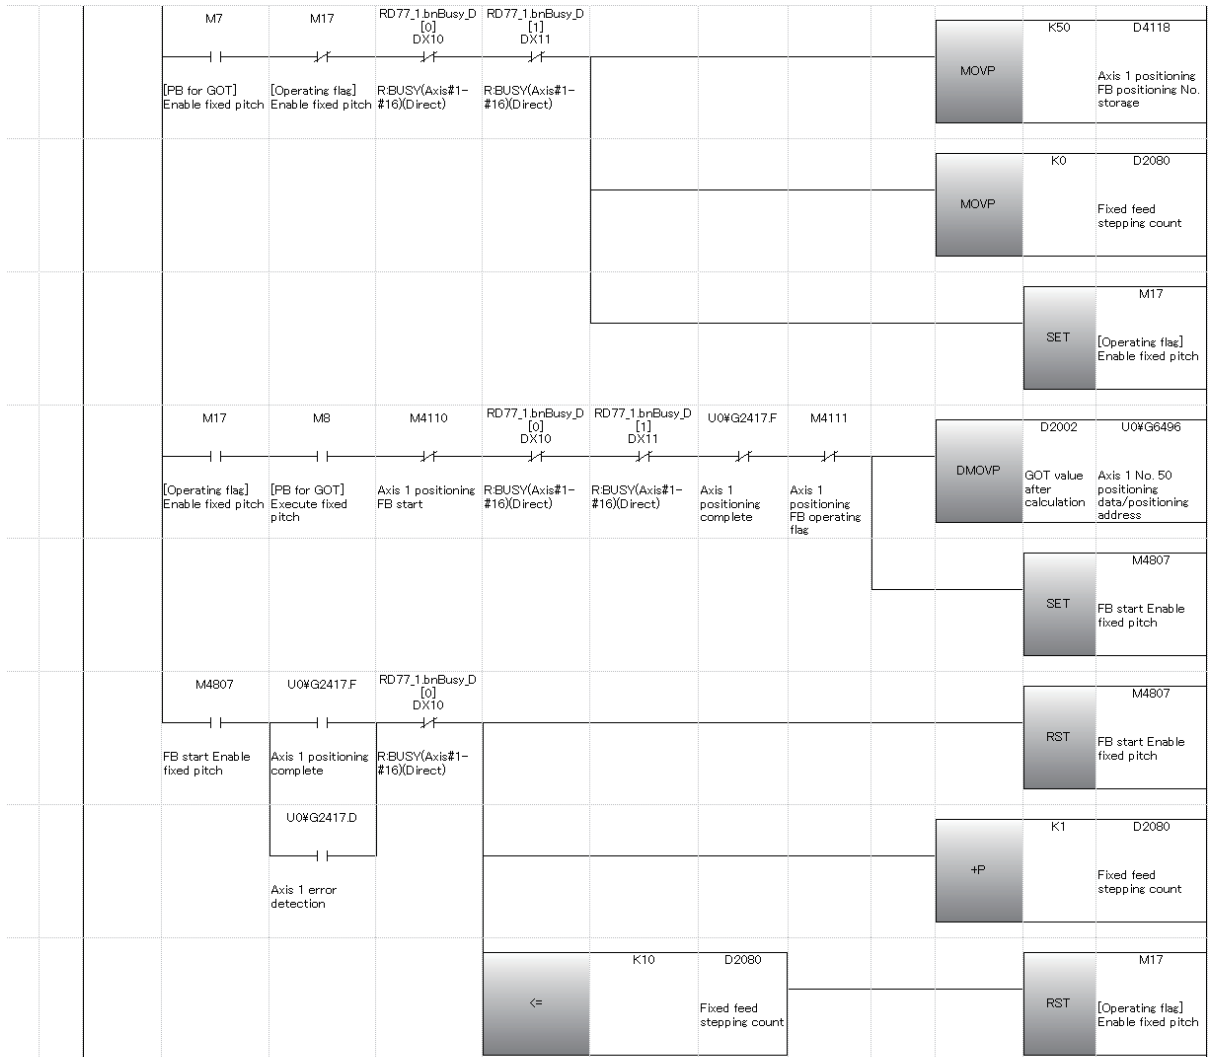 M7 M17 RD77_1.bnBusy_D RD77_1.bnBusy_D K50 D4118
[0] [1]
DX10 DX11
MOVP
[PB for GOT] [Operating flag] R:BUSY(Axis#1- R:BUSY(Axis#1- Axis 1 positioning
Enable fixed pitch Enable fixed pitch #16)(Direct) #16)(Direct) FB positioning No.
storage
K0 D2080
MOVP
Fixed feed
stepping count
M17
SET
[Operating flag]
Enable fixed pitch
M17 M8 M4110 RD77_1.bnBusy_D RD77_1.bnBusy_D U0¥G2417.F M4111 D2002 U0¥G6496
[0] [1]
DX10 DX11
DMOVP
[Operating flag] [PB for GOT] Axis 1 positioning R:BUSY(Axis#1- R:BUSY(Axis#1- Axis 1 Axis 1 GOT value Axis 1 No. 50
Enable fixed pitch Execute fixed FB start #16)(Direct) #16)(Direct) positioning positioning after positioning
pitch complete FB operating calculation data/positioning
flag address
M4807
SET
FB start Enable
fixed pitch
M4807 U0¥G2417.F RD77_1.bnBusy_D M4807
[0]
DX10
RST
FB start Enable Axis 1 positioning R:BUSY(Axis#1- FB start Enable
fixed pitch complete #16)(Direct) fixed pitch
U0¥G2417.D K1 D2080
+P
Axis 1 error Fixed feed
detection stepping count
K10 D2080 M17
<= RST
Fixed feed [Operating flag]
stepping count Enable fixed pitch